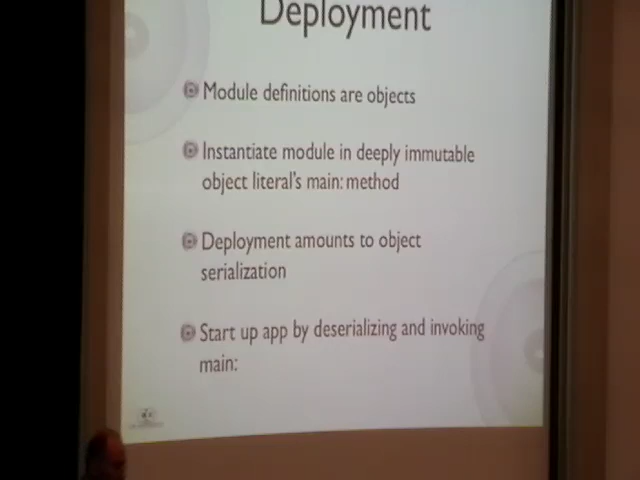 Deployment
Module definitions are objects
Instantiate module in deeply immutable
object literal's main: method
Deployment amounts to object
serialization
Start up app by deserializing and invoking
main: